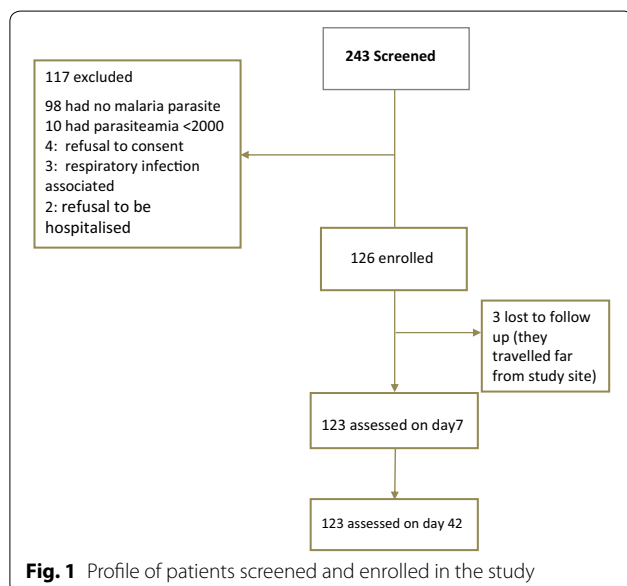 243 Screened
117 excluded
98 had no malaria parasite
10 had parasiteamia <2000
4: refusal to consent
3: respiratory infection
associated
2: refusal to be
hospitalised
126 enrolled
3 lost to follow
up (they
travelled far
from study site)
123 assessed on day7
123 assessed on day 42
Fig. 1 Profile of patients screened and enrolled in the study